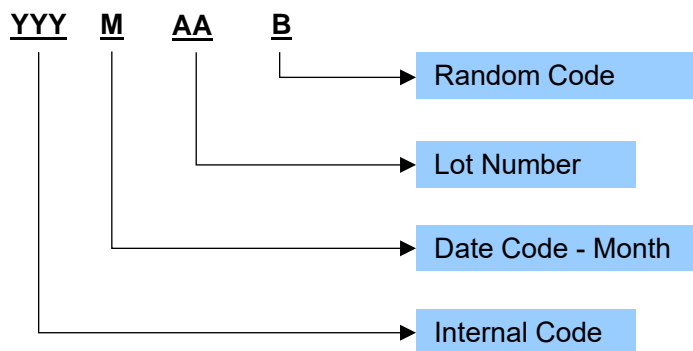 YYY M AA B
Random Code
Lot Number
Date Code - Month
Internal Code